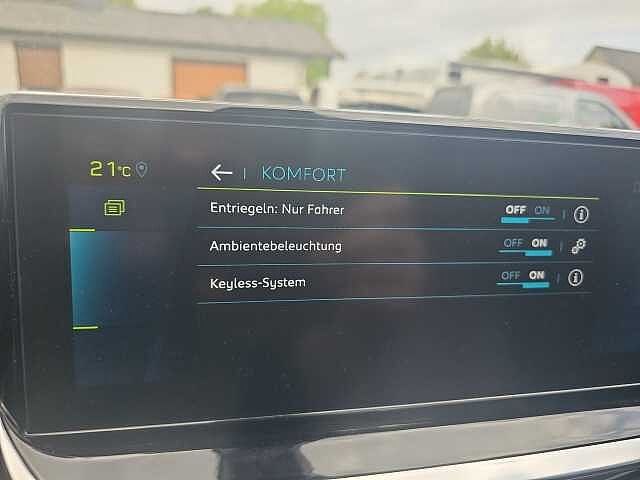 21°C
← | KOMFORT
Entriegeln: Nur Fahrer OFF ON | i
Ambientebeleuchtung OFF ON |
Keyless-System OFF ON | i